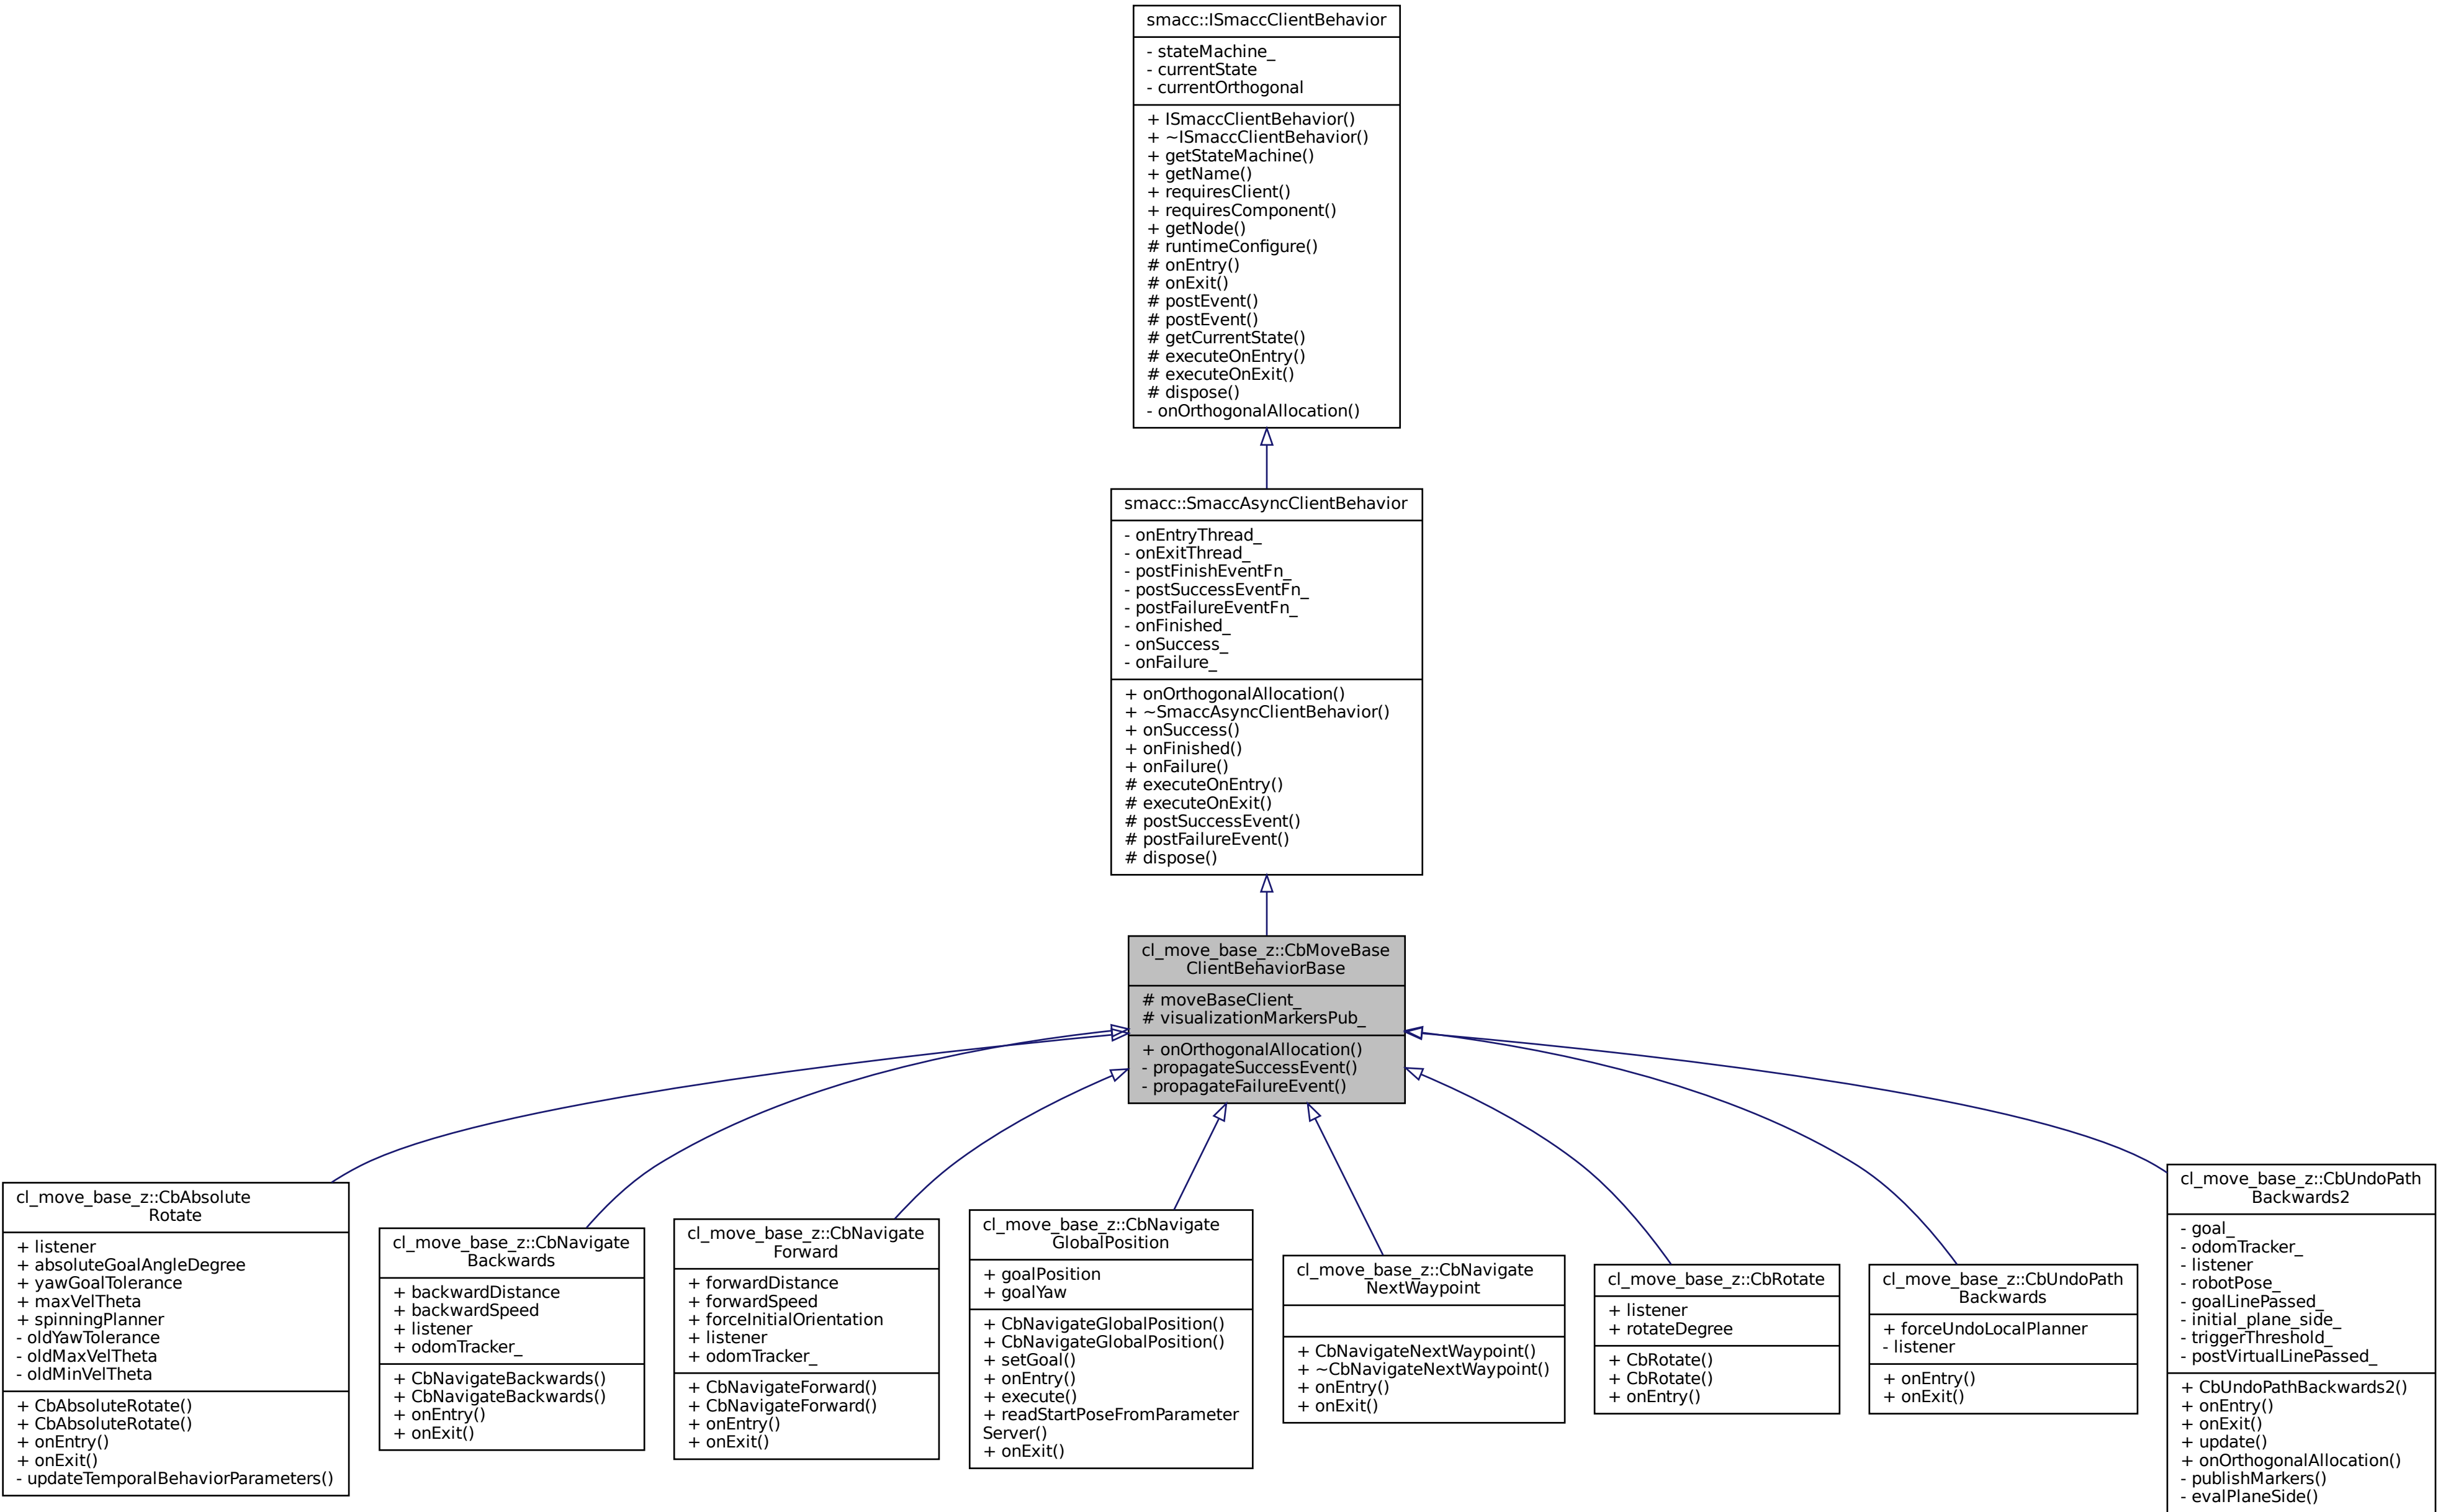 smacc::ISmaccClientBehavior
- stateMachine_
- currentState
- currentOrthogonal
+ ISmaccClientBehavior()
+ ~ISmaccClientBehavior()
+ getStateMachine()
+ getName()
+ requiresClient()
+ requiresComponent()
+ getNode()
# runtimeConfigure()
# onEntry()
# onExit()
# postEvent()
# postEvent()
# getCurrentState()
# executeOnEntry()
# executeOnExit()
# dispose()
- onOrthogonalAllocation()
smacc::SmaccAsyncClientBehavior
- onEntryThread_
- onExitThread_
- postFinishEventFn_
- postSuccessEventFn_
- postFailureEventFn_
- onFinished_
- onSuccess_
- onFailure_
+ onOrthogonalAllocation()
+ ~SmaccAsyncClientBehavior()
+ onSuccess()
+ onFinished()
+ onFailure()
# executeOnEntry()
# executeOnExit()
# postSuccessEvent()
# postFailureEvent()
# dispose()
cl_move_base_z::CbMoveBase
ClientBehaviorBase
# moveBaseClient_
# visualizationMarkersPub_
+ onOrthogonalAllocation()
- propagateSuccessEvent()
- propagateFailureEvent()
cl_move_base_z::CbAbsolute
Rotate
+ listener
+ absoluteGoalAngleDegree
+ yawGoalTolerance
+ maxVelTheta
+ spinningPlanner
- oldYawTolerance
- oldMaxVelTheta
- oldMinVelTheta
+ CbAbsoluteRotate()
+ CbAbsoluteRotate()
+ onEntry()
+ onExit()
- updateTemporalBehaviorParameters()
cl_move_base_z::CbNavigate
Backwards
+ backwardDistance
+ backwardSpeed
+ listener
+ odomTracker_
+ CbNavigateBackwards()
+ CbNavigateBackwards()
+ onEntry()
+ onExit()
cl_move_base_z::CbNavigate
Forward
+ forwardDistance
+ forwardSpeed
+ forceInitialOrientation
+ listener
+ odomTracker_
+ CbNavigateForward()
+ CbNavigateForward()
+ onEntry()
+ onExit()
cl_move_base_z::CbNavigate
GlobalPosition
+ goalPosition
+ goalYaw
+ CbNavigateGlobalPosition()
+ CbNavigateGlobalPosition()
+ setGoal()
+ onEntry()
+ execute()
+ readStartPoseFromParameter
Server()
+ onExit()
cl_move_base_z::CbNavigate
NextWaypoint
+ CbNavigateNextWaypoint()
+ ~CbNavigateNextWaypoint()
+ onEntry()
+ onExit()
cl_move_base_z::CbRotate
+ listener
+ rotateDegree
+ CbRotate()
+ CbRotate()
+ onEntry()
cl_move_base_z::CbUndoPath
Backwards
+ forceUndoLocalPlanner
- listener
+ onEntry()
+ onExit()
cl_move_base_z::CbUndoPath
Backwards2
- goal_
- odomTracker_
- listener
- robotPose_
- goalLinePassed_
- initial_plane_side_
- triggerThreshold_
- postVirtualLinePassed_
+ CbUndoPathBackwards2()
+ onEntry()
+ onExit()
+ update()
+ onOrthogonalAllocation()
- publishMarkers()
- evalPlaneSide()